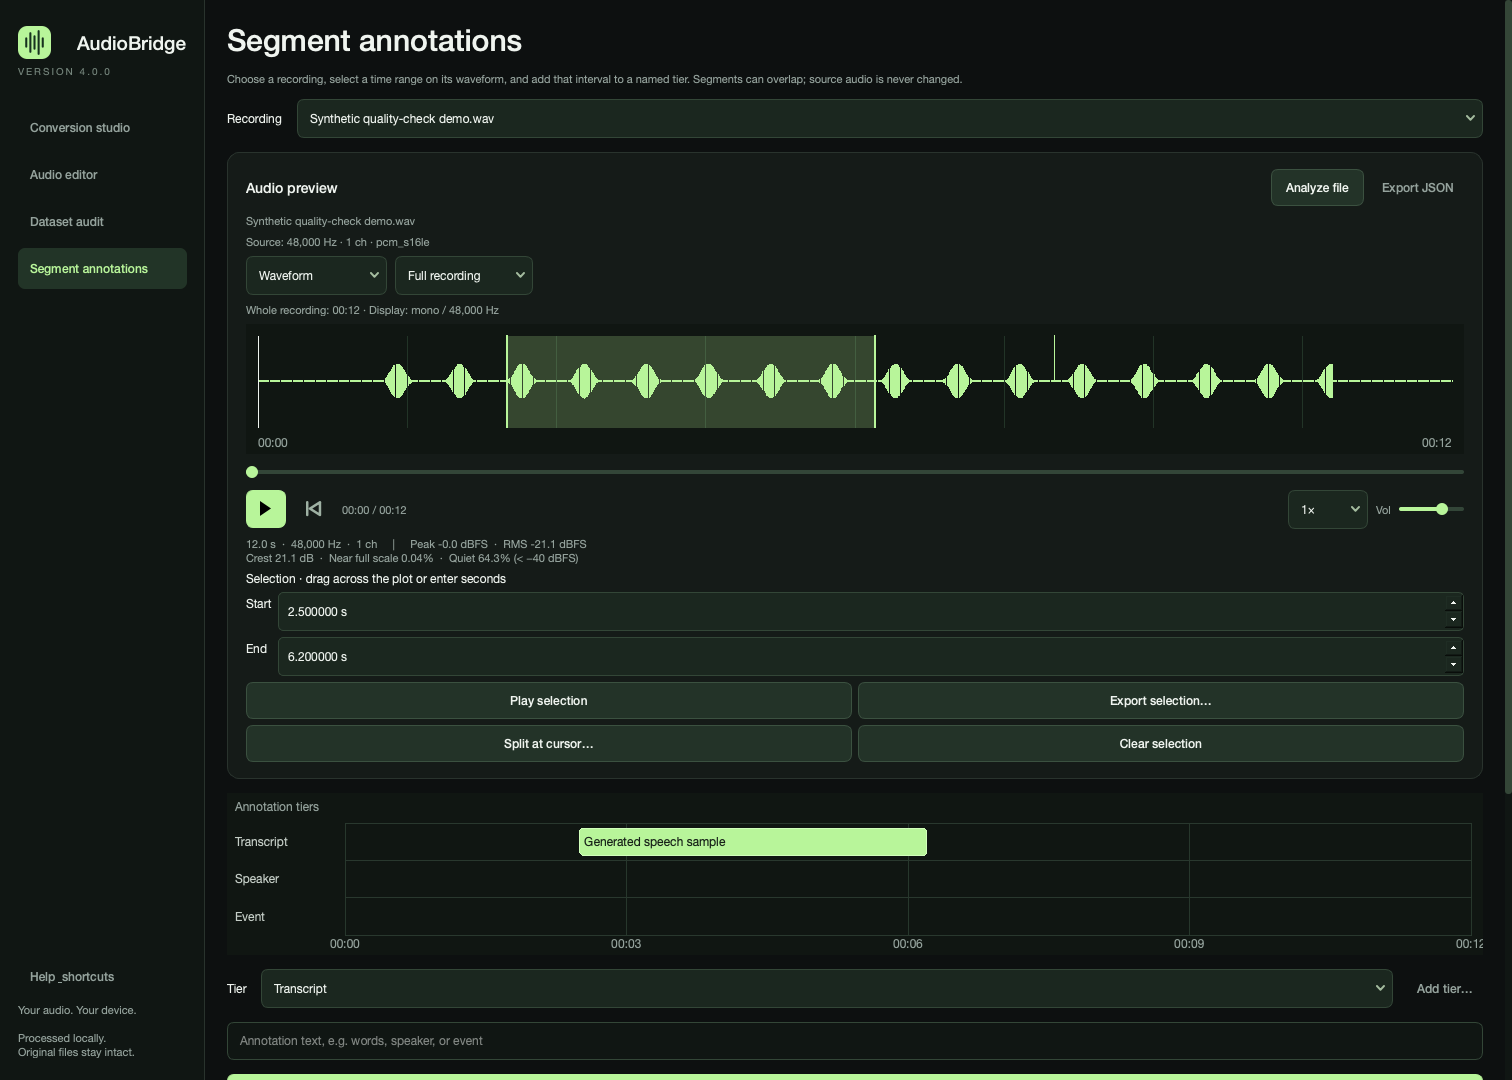 AudioBridge
VERSION 4.0.0
Conversion studio
Audio editor
Dataset audit
Segment annotations
Help _shortcuts
Your audio. Your device.
Processed locally.
Original files stay intact.
Segment annotations
Choose a recording, select a time range on its waveform, and add that interval to a named tier. Segments can overlap; source audio is never changed.
Recording Synthetic quality-check demo.wav
Audio preview Analyze file Export JSON
Synthetic quality-check demo.wav
Source: 48,000 Hz · 1 ch · pcm_s16le
Waveform Full recording
Whole recording: 00:12 · Display: mono / 48,000 Hz
00:00 00:12
00:00 / 00:12 1× Vol
12.0 s · 48,000 Hz · 1 ch | Peak -0.0 dBFS · RMS -21.1 dBFS
Crest 21.1 dB · Near full scale 0.04% · Quiet 64.3% (< −40 dBFS)
Selection · drag across the plot or enter seconds
Start 2.500000 s
End 6.200000 s
Play selection Export selection...
Split at cursor... Clear selection
Annotation tiers
Transcript Generated speech sample
Speaker
Event
00:00 00:03 00:06 00:09 00:12
Tier Transcript Add tier...
Annotation text, e.g. words, speaker, or event